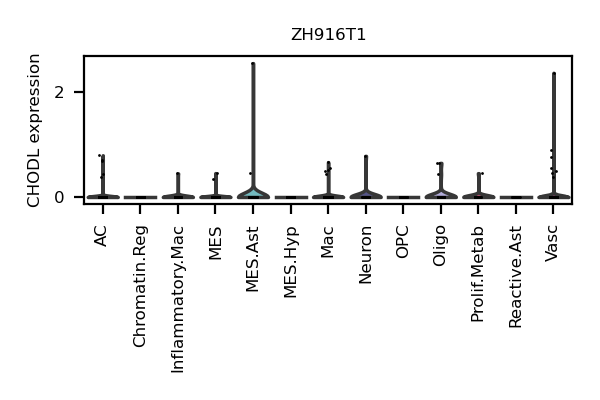 ZH916T1
CHODL expression
2
0
AC
Chromatin.Reg
Inflammatory.Mac
MES
MES.Ast
MES.Hyp
Mac
Neuron
OPC
Oligo
Prolif.Metab
Reactive.Ast
Vasc